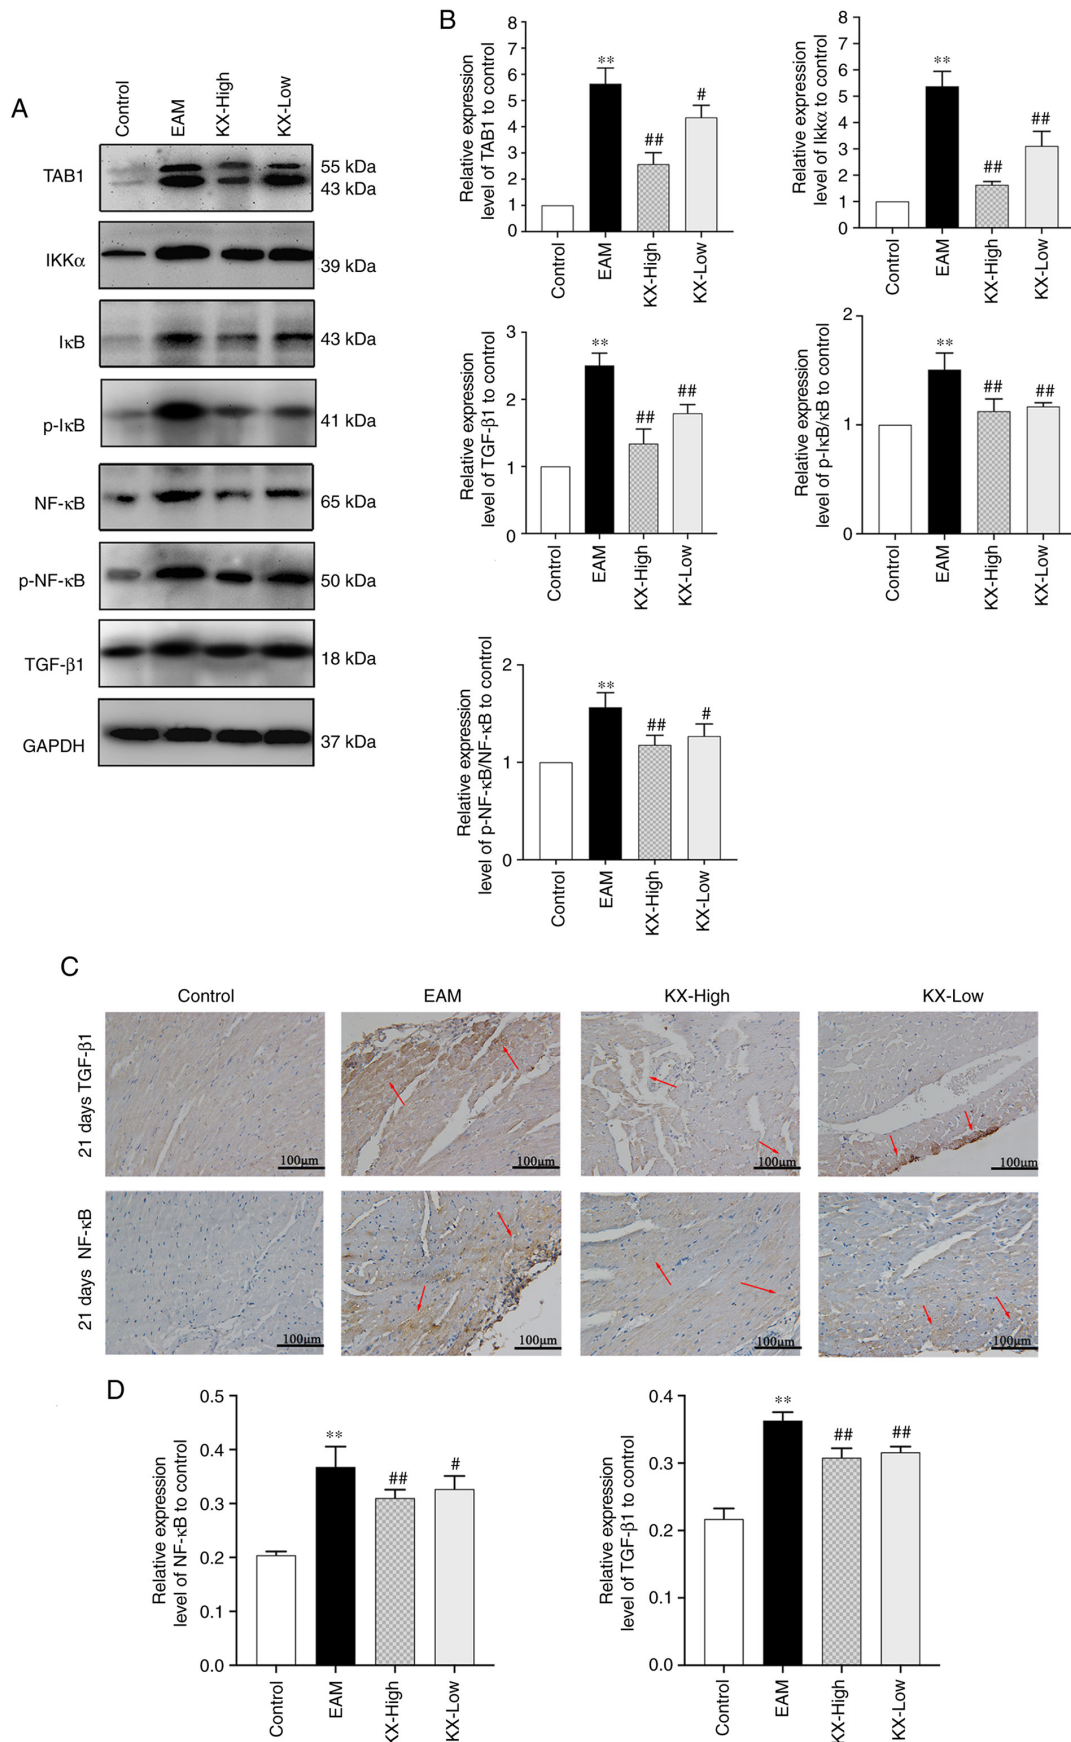 A
Control
EAM
KX-High
KX-Low
TAB1
55 kDa
43 kDa
IKKα
39 kDa
IκB
43 kDa
p-IκB
41 kDa
NF-κB
65 kDa
p-NF-κB
50 kDa
TGF-β1
18 kDa
GAPDH
37 kDa
B
Relative expression
level of TAB1 to control
8
7
6
5
4
3
2
1
0
**
##
#
Control
EAM
KX-High
KX-Low
Relative expression
level of Ikkα to control
8
7
6
5
4
3
2
1
0
**
##
##
Control
EAM
KX-High
KX-Low
Relative expression
level of TGF-β1 to control
3
2
1
0
**
##
##
Control
EAM
KX-High
KX-Low
Relative expression
level of p-IκB/κB to control
2
1
0
**
##
##
Control
EAM
KX-High
KX-Low
Relative expression
level of p-NF-κB/NF-κB to control
2
1
0
**
##
#
Control
EAM
KX-High
KX-Low
C
Control
EAM
KX-High
KX-Low
21 days TGF-β1
100μm
100μm
100μm
100μm
21 days NF-κB
100μm
100μm
100μm
100μm
D
Relative expression
level of NF-κB to control
0.5
0.4
0.3
0.2
0.1
0.0
**
##
#
Control
EAM
KX-High
KX-Low
Relative expression
level of TGF-β1 to control
0.4
0.3
0.2
0.1
0.0
**
##
##
Control
EAM
KX-High
KX-Low